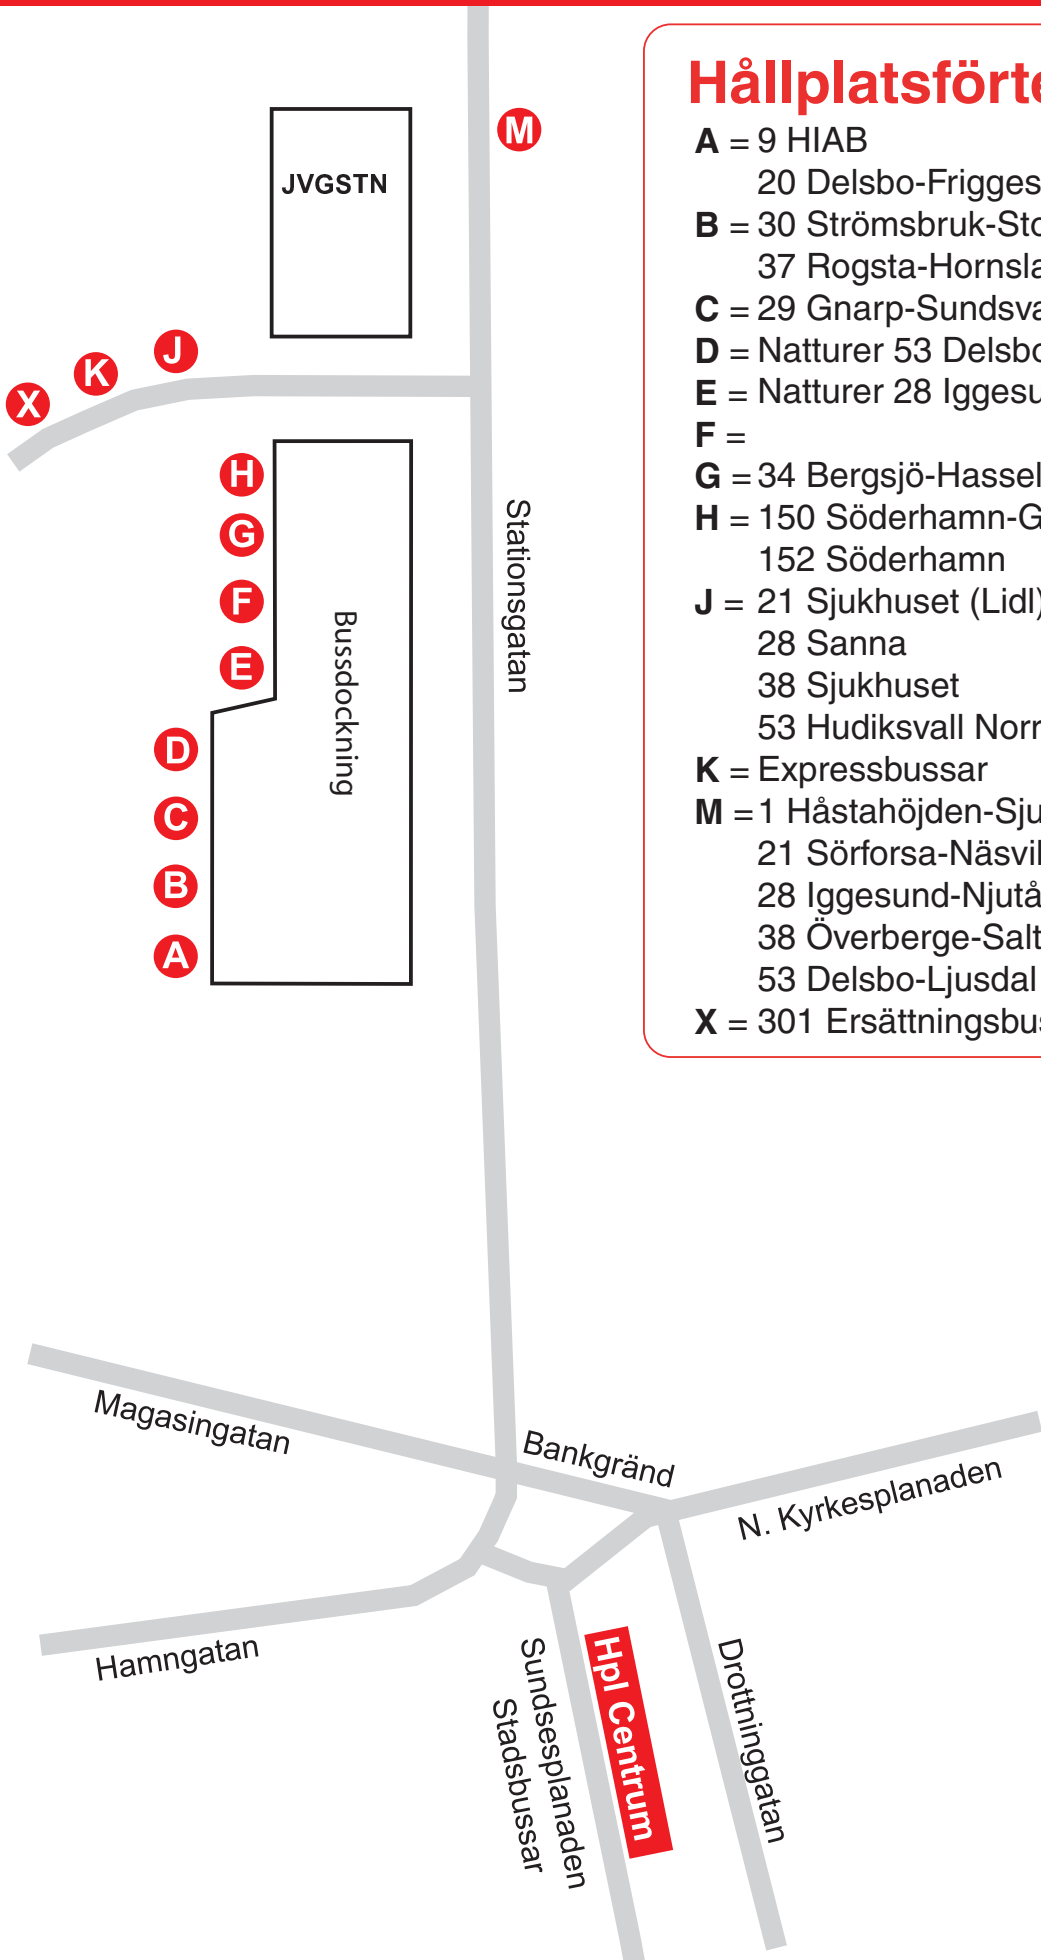 Hållplatsförte
A = 9 HIAB
20 Delsbo-Frigges
B = 30 Strömsbruk-Sto
37 Rogsta-Hornsla
C = 29 Gnarp-Sundsva
D = Natturer 53 Delsbo
E = Natturer 28 Iggesu
F =
G = 34 Bergsjö-Hassel
H = 150 Söderhamn-G
152 Söderhamn
J = 21 Sjukhuset (Lidl)
28 Sanna
38 Sjukhuset
53 Hudiksvall Norr
K = Expressbussar
M = 1 Håstahöjden-Sju
21 Sörforsa-Näsvi
28 Iggesund-Njutå
38 Överberge-Salt
53 Delsbo-Ljusdal
X = 301 Ersättningsbus
M
JVGSTN
J
K
X
H
G
F
E
D
C
B
A
Bussdockning
Stationsgatan
Magasingatan
Bankgränd
N. Kyrkesplanaden
Hamngatan
Sundsesplanaden
Stadsbussar
Hpl Centrum
Drottninggatan